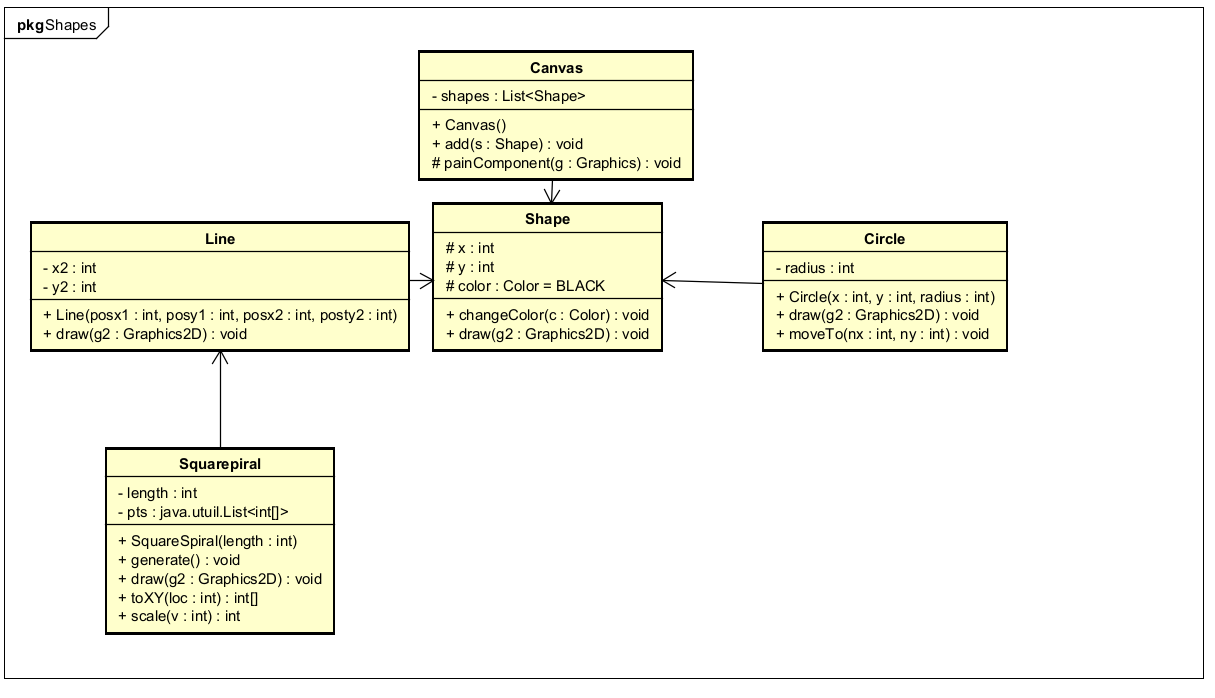 pkgShapes
Canvas
- shapes : List<Shape>
+ Canvas()
+ add(s : Shape) : void
# painComponent(g : Graphics) : void
Line
- x2 : int
- y2 : int
+ Line(posx1 : int, posy1 : int, posx2 : int, posty2 : int)
+ draw(g2 : Graphics2D) : void
Shape
# x : int
# y : int
# color : Color = BLACK
+ changeColor(c : Color) : void
+ draw(g2 : Graphics2D) : void
Circle
- radius : int
+ Circle(x : int, y : int, radius : int)
+ draw(g2 : Graphics2D) : void
+ moveTo(nx : int, ny : int) : void
Squarepiral
- length : int
- pts : java.utuil.List<int[]>
+ SquareSpiral(length : int)
+ generate() : void
+ draw(g2 : Graphics2D) : void
+ toXY(loc : int) : int[]
+ scale(v : int) : int